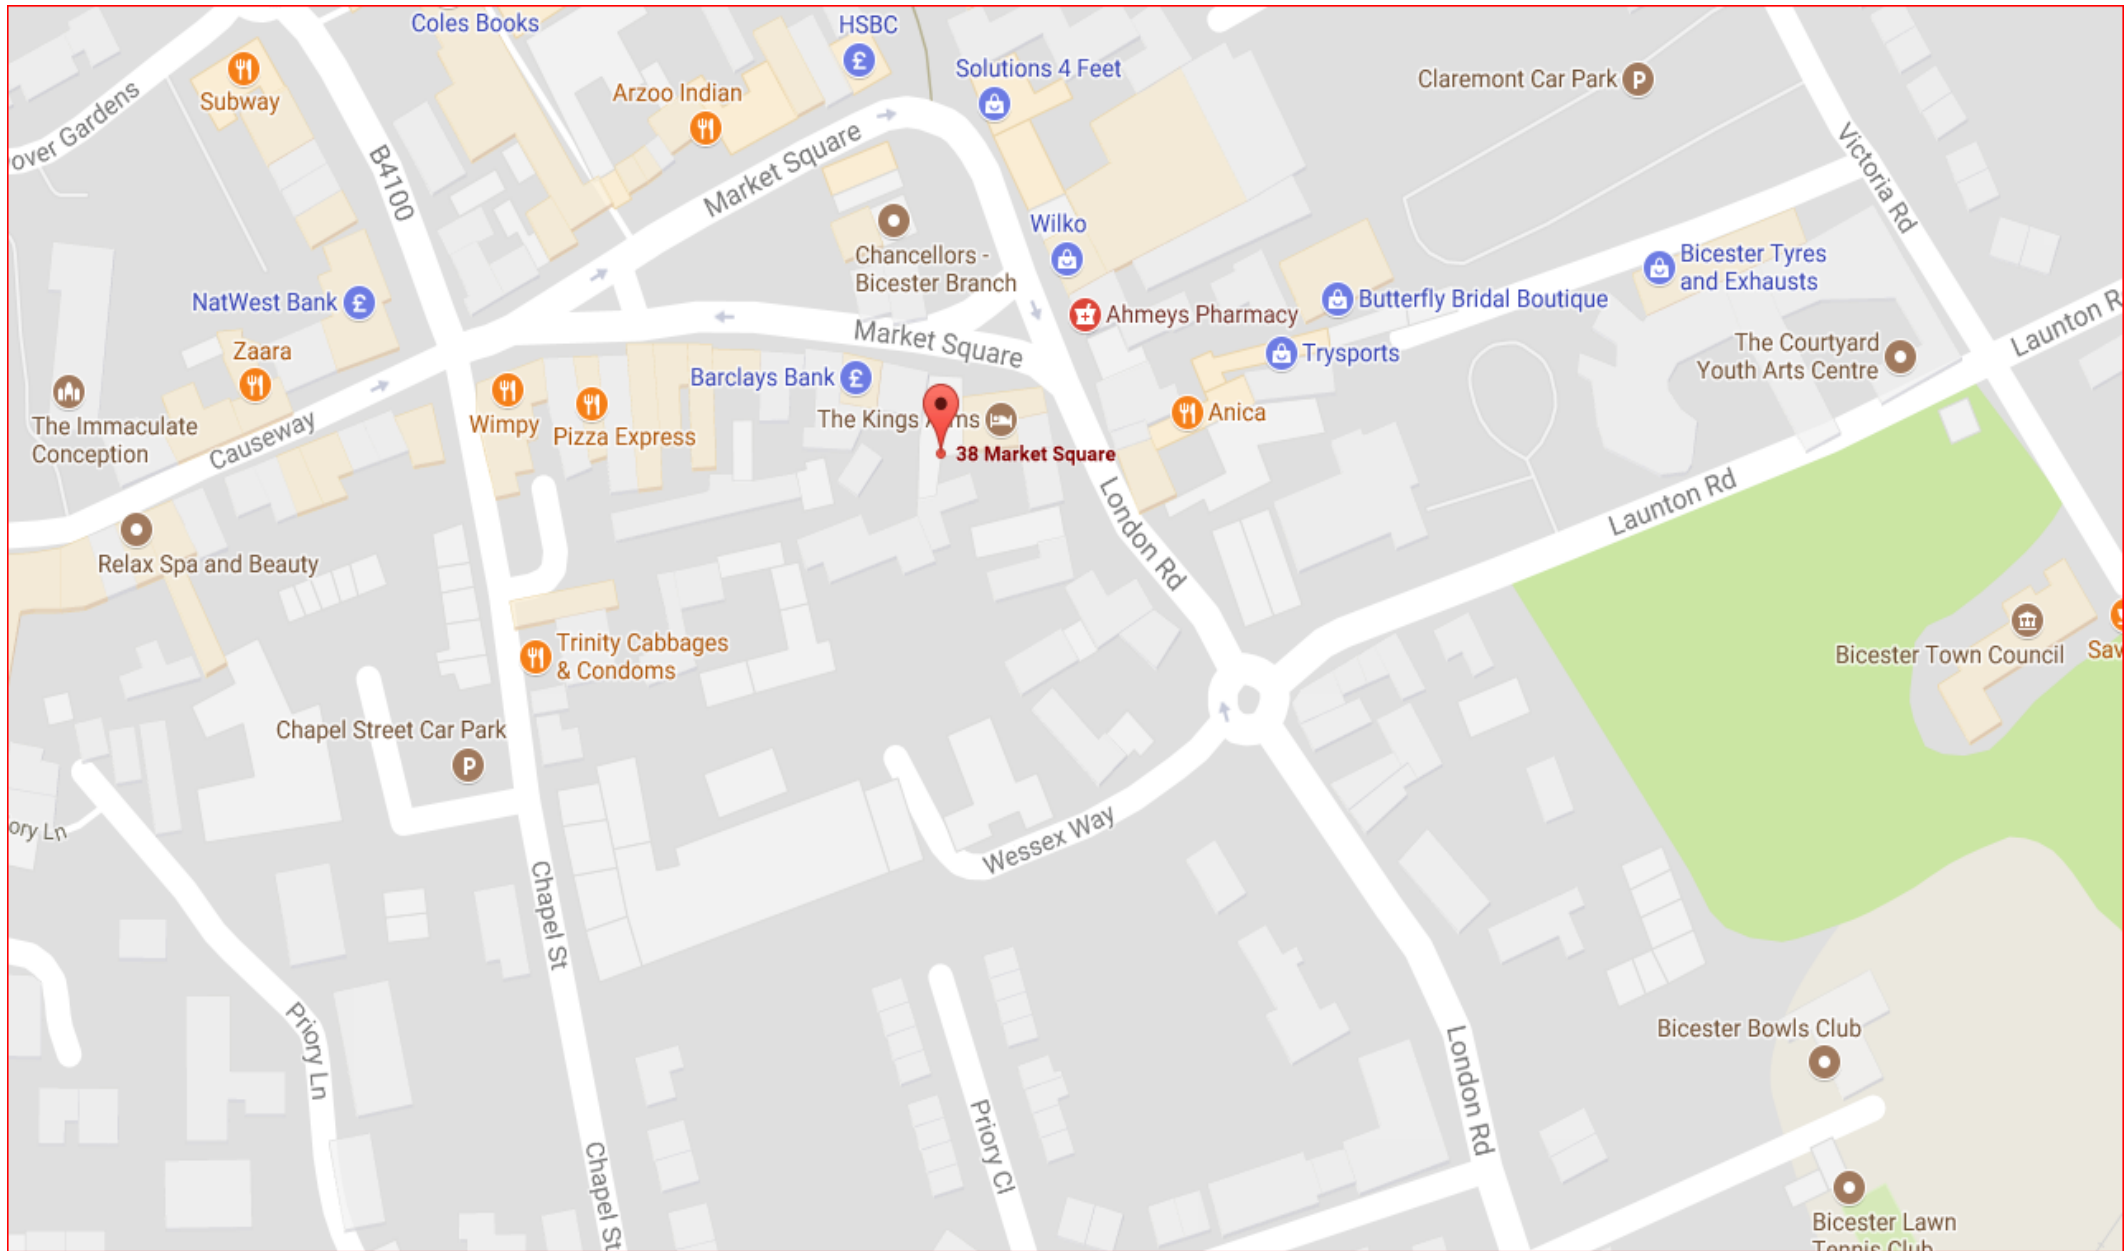 Coles Books
HSBC
Subway
Arzoo Indian
Solutions 4 Feet
Claremont Car Park
P
over Gardens
B4100
Market Square
Victoria Rd
Wilko
Chancellors -
Bicester Branch
NatWest Bank
Bicester Tyres
and Exhausts
Butterfly Bridal Boutique
Ahmeys Pharmacy
Launton R
Market Square
Zaara
Trysports
The Courtyard
Youth Arts Centre
Barclays Bank
The Immaculate
Conception
Causeway
Wimpy
Pizza Express
The Kings A ms
Anica
38 Market Square
London Rd
Launton Rd
Relax Spa and Beauty
Trinity Cabbages
& Condoms
Bicester Town Council
Sav
Chapel Street Car Park
P
ory Ln
Wessex Way
Chapel St
Priory Ln
Bicester Bowls Club
London Rd
Priory Cl
Chapel St
Bicester Lawn
Tennis Club